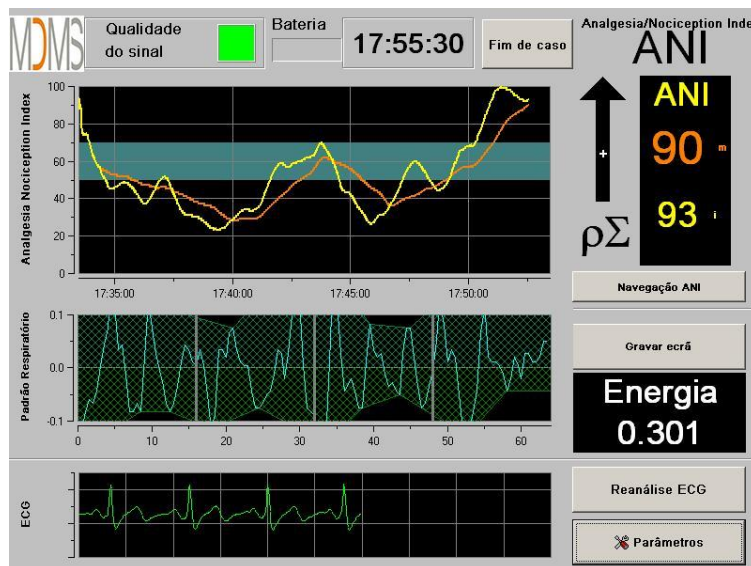 MDMS
Qualidade
do sinal
Bateria
17:55:30
Fim de caso
Analgesia/Nociception Inde
ANI
Analgesia Nociception Index
100
80
60
40
20
0
17:35:00
17:40:00
17:45:00
17:50:00
+
ρΣ
ANI
90 m
93 i
Navegação ANI
Padrão Respiratório
0.1
0.0
-0.1
0
10
20
30
40
50
60
Gravar ecrã
Energia
0.301
ECG
Reanálise ECG
Parâmetros